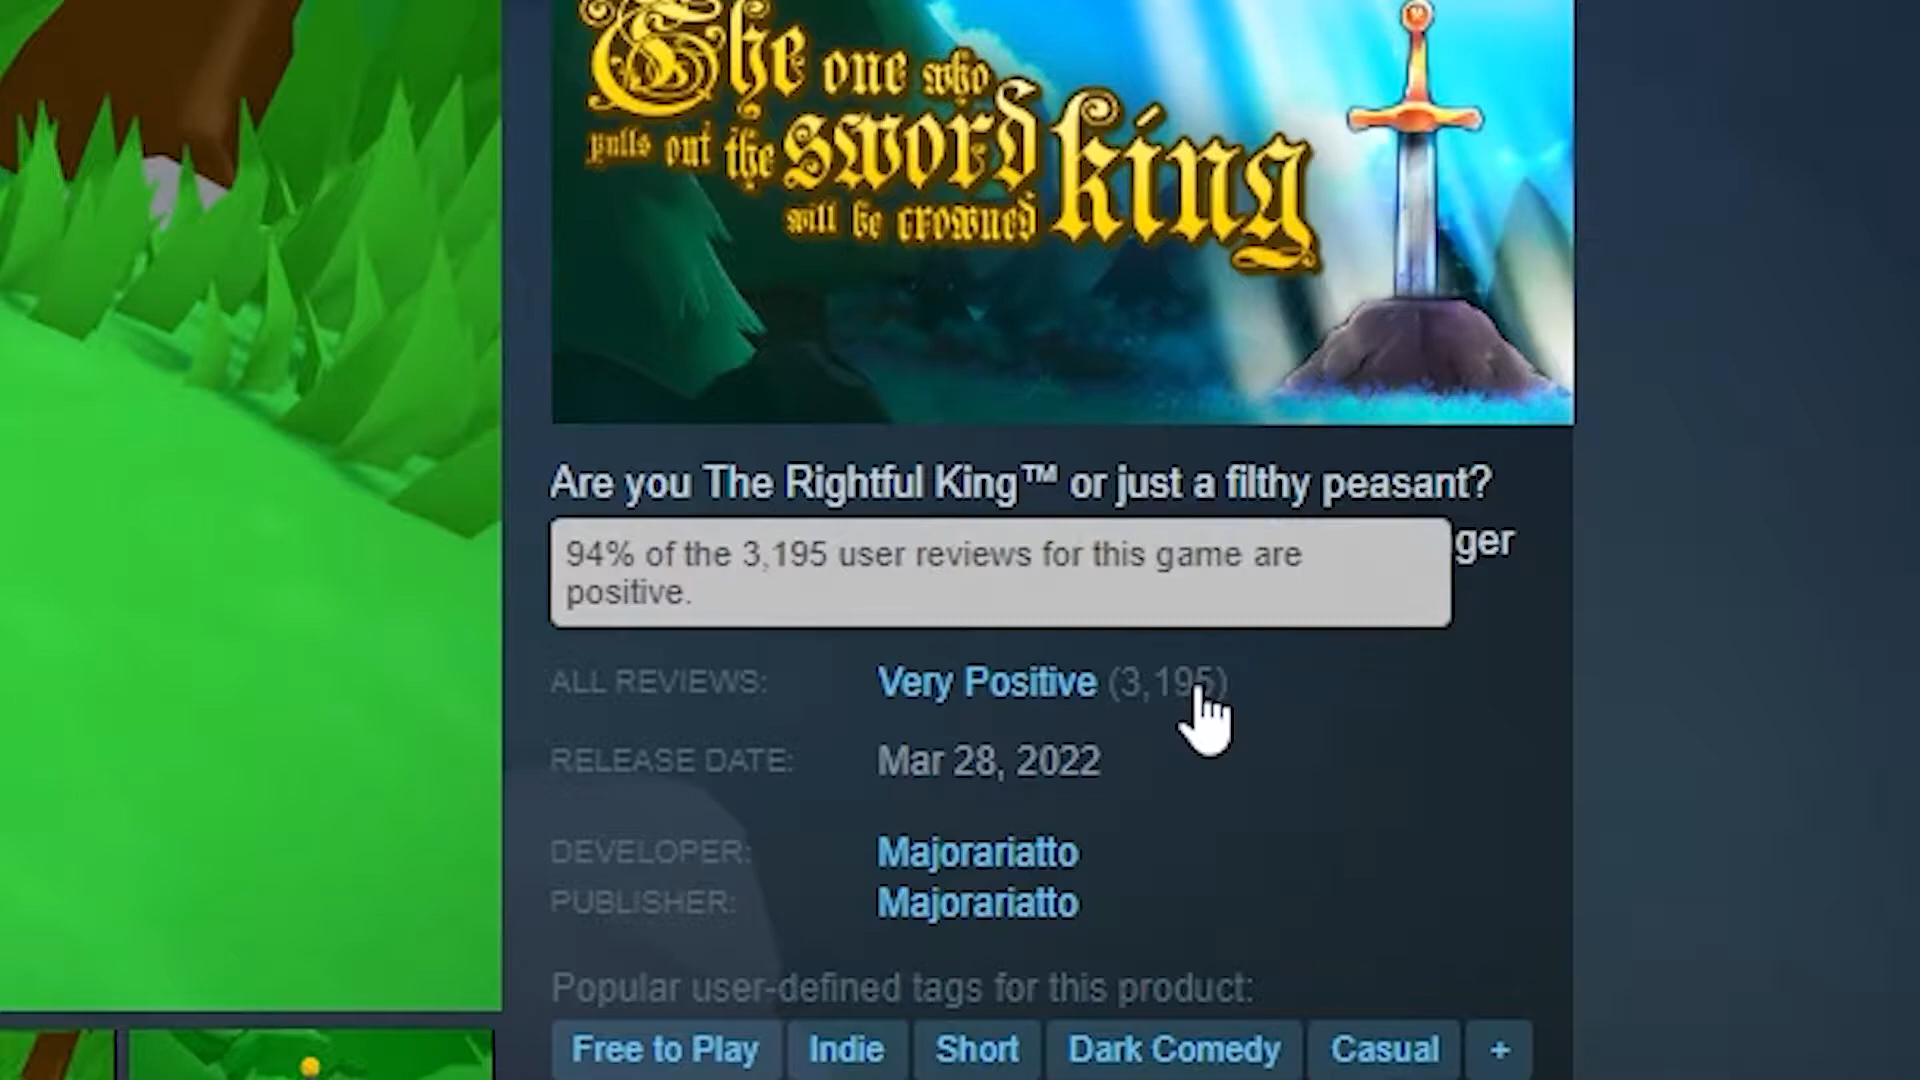 The one who
pulls out the sword king
will be crowned
Are you The Rightful King™ or just a filthy peasant?
ger
94% of the 3,195 user reviews for this game are
positive.
ALL REVIEWS: Very Positive (3,195)
RELEASE DATE: Mar 28, 2022
DEVELOPER: Majorariatto
PUBLISHER: Majorariatto
Popular user-defined tags for this product:
Free to Play Indie Short Dark Comedy Casual +